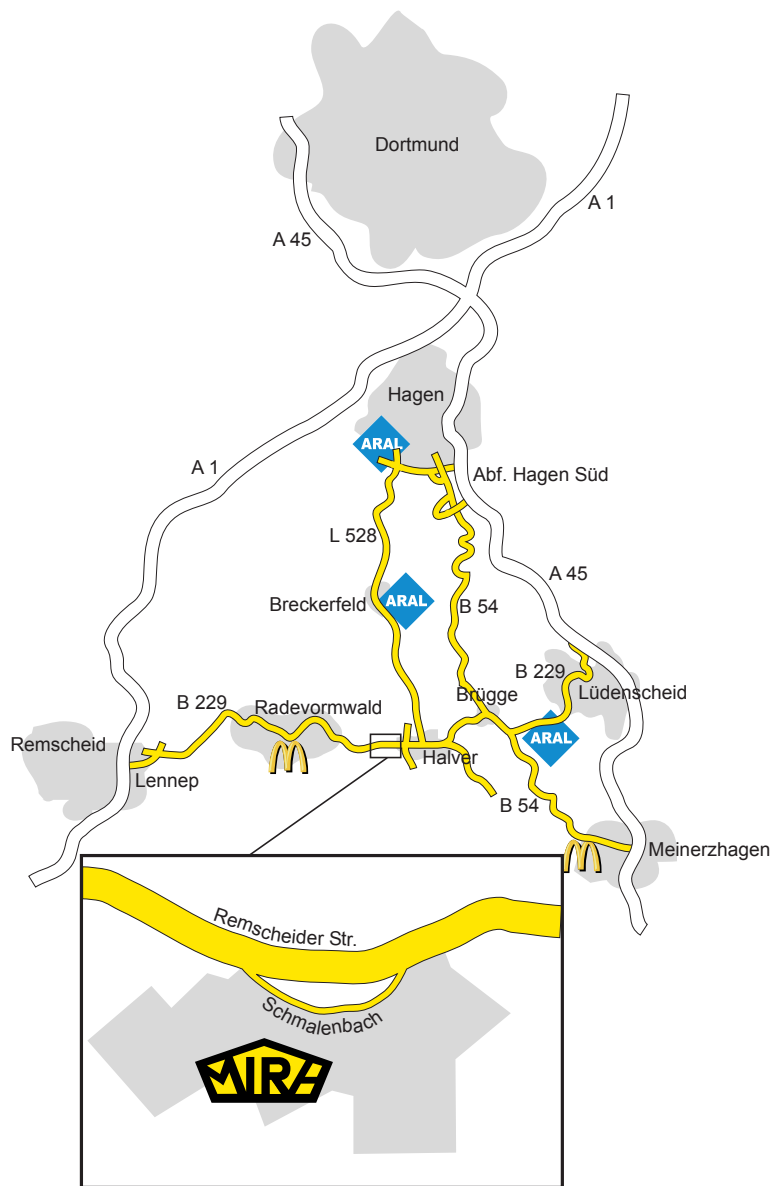 Dortmund
A 1
A 45
Hagen
ARAL
A 1
Abf. Hagen Süd
L 528
A 45
Breckerfeld
ARAL
B 54
B 229
Lüdenscheid
B 229
Radevormwald
Brügge
Remscheid
ARAL
Halver
Lennep
B 54
Meinerzhagen
Remscheider Str.
Schmalenbach
MIRA